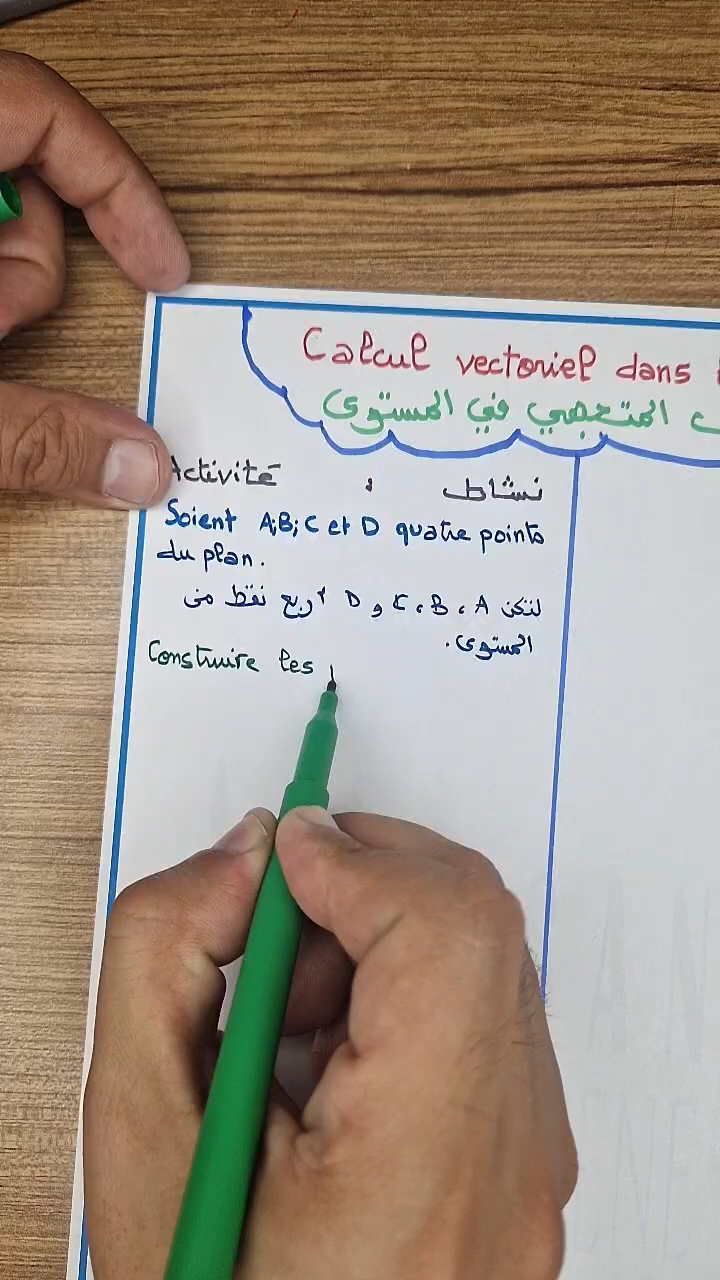 Calcul vectoriel dans
المتجهي في المستوى
Activité : نشاط
Soient A;B;C et D quatre points
du plan.
لتكن A ، B ، C و D أربع نقط من
المستوى.
Construire les